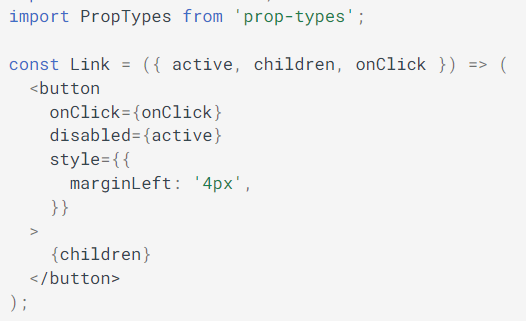 import PropTypes from 'prop-types';

const Link = ({ active, children, onClick }) => (
  <button
    onClick={onClick}
    disabled={active}
    style={{
      marginLeft: '4px',
    }}
  >
    {children}
  </button>
);